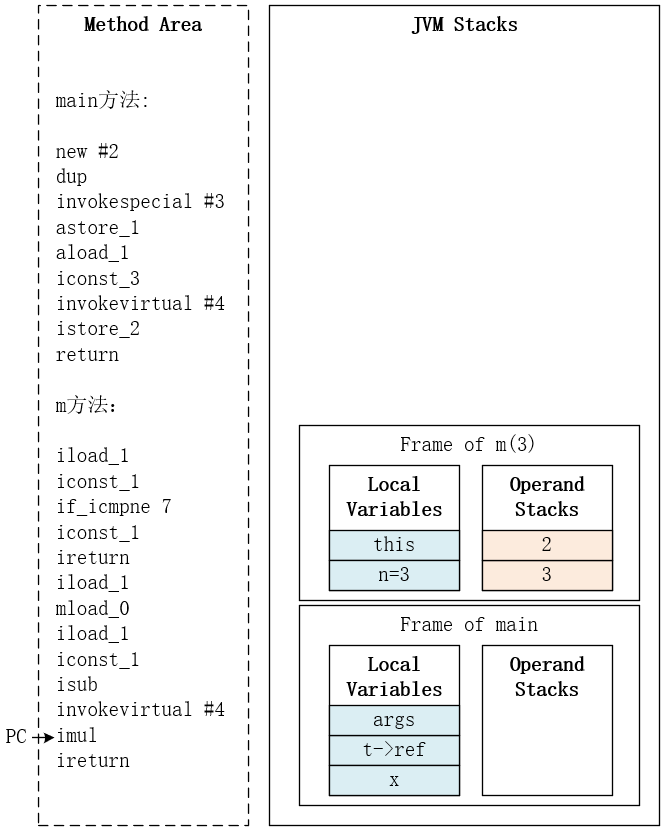 Method Area
main方法:
new #2
dup
invokespecial #3
astore_1
aload_1
iconst_3
invokevirtual #4
istore_2
return
m方法：
iload_1
iconst_1
if_icmpne 7
iconst_1
ireturn
iload_1
mload_0
iload_1
iconst_1
isub
invokevirtual #4
PC
imul
ireturn
JVM Stacks
Frame of m(3)
Local
Variables
this
n=3
Operand
Stacks
2
3
Frame of main
Local
Variables
args
t->ref
x
Operand
Stacks